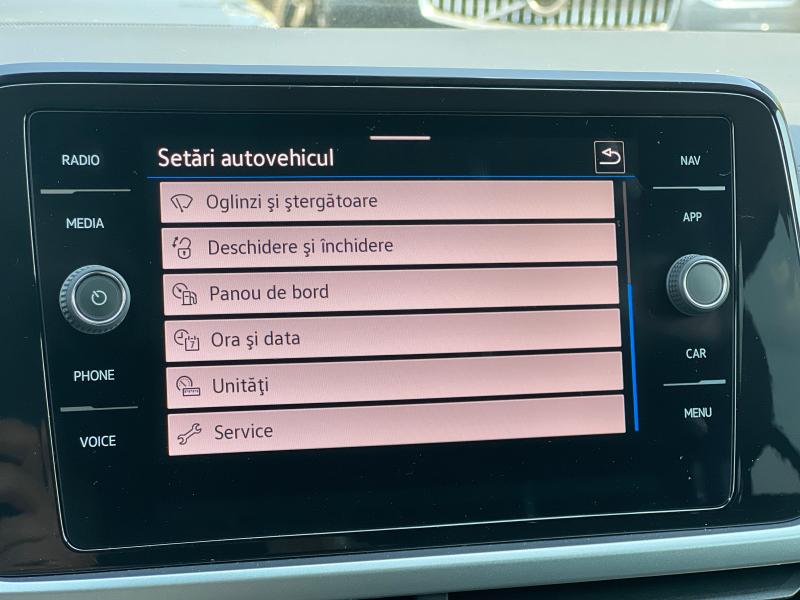 RADIO
MEDIA
PHONE
VOICE
Setări autovehicul
Oglinzi şi ştergătoare
Deschidere şi închidere
Panou de bord
Ora şi data
Unităţi
Service
NAV
APP
CAR
MENU